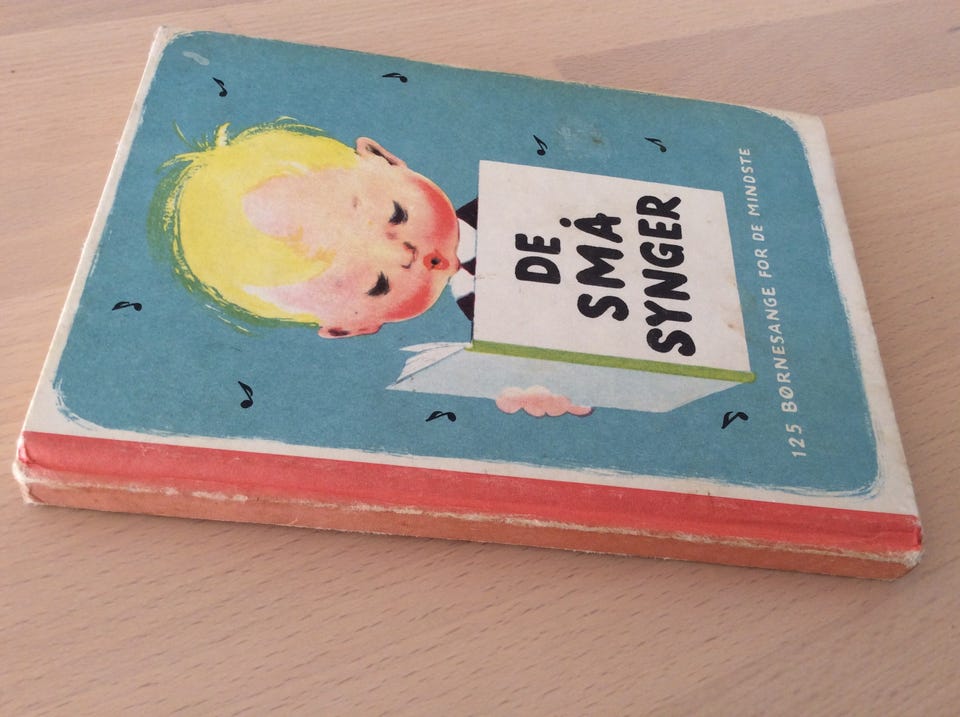 DE
SMÅ
SYNGER
125 BØRNESANGE FOR DE MINDSTE